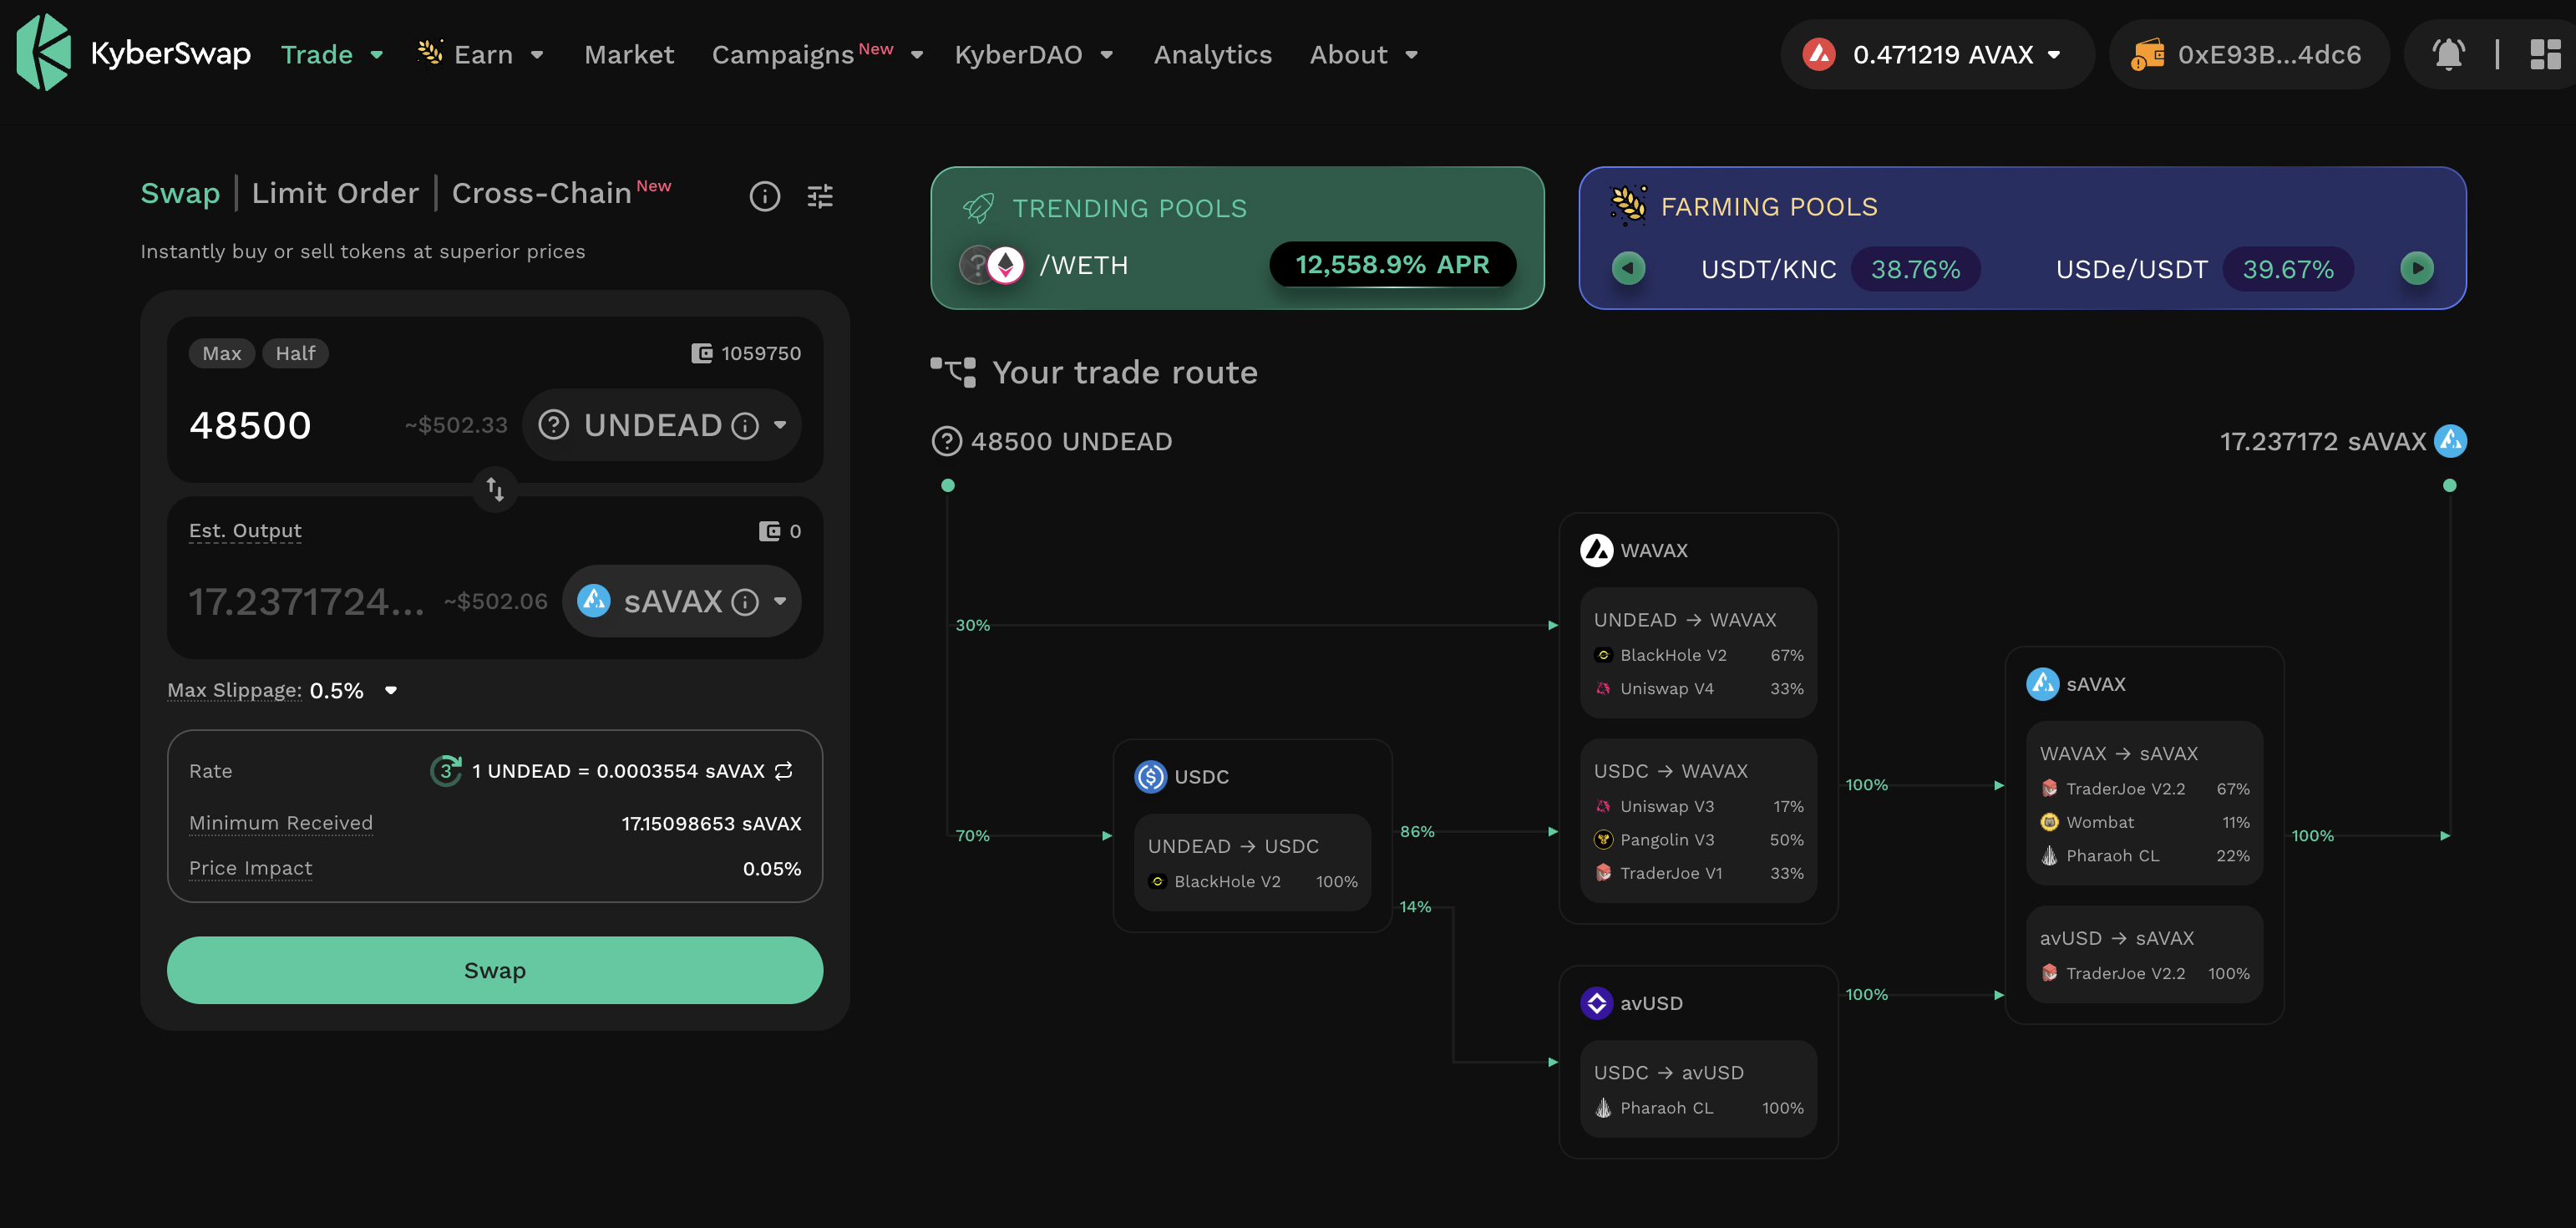 KyberSwap Trade Earn Market Campaigns New KyberDAO Analytics About 0.471219 AVAX 0xE93B...4dc6
Swap | Limit Order | Cross-Chain New
Instantly buy or sell tokens at superior prices
Max Half 1059750
48500 ~$502.33 UNDEAD
Est. Output 0
17.2371724... ~$502.06 sAVAX
Max Slippage: 0.5%
Rate 3 1 UNDEAD = 0.0003554 sAVAX
Minimum Received 17.15098653 sAVAX
Price Impact 0.05%
Swap
TRENDING POOLS
/WETH 12,558.9% APR
FARMING POOLS
USDT/KNC 38.76% USDe/USDT 39.67%
Your trade route
48500 UNDEAD 17.237172 sAVAX
30%
70%
USDC
UNDEAD → USDC
BlackHole V2 100%
86%
14%
WAVAX
UNDEAD → WAVAX
BlackHole V2 67%
Uniswap V4 33%
USDC → WAVAX
Uniswap V3 17%
Pangolin V3 50%
TraderJoe V1 33%
100%
avUSD
USDC → avUSD
Pharaoh CL 100%
100%
sAVAX
WAVAX → sAVAX
TraderJoe V2.2 67%
Wombat 11%
Pharaoh CL 22%
avUSD → sAVAX
TraderJoe V2.2 100%
100%